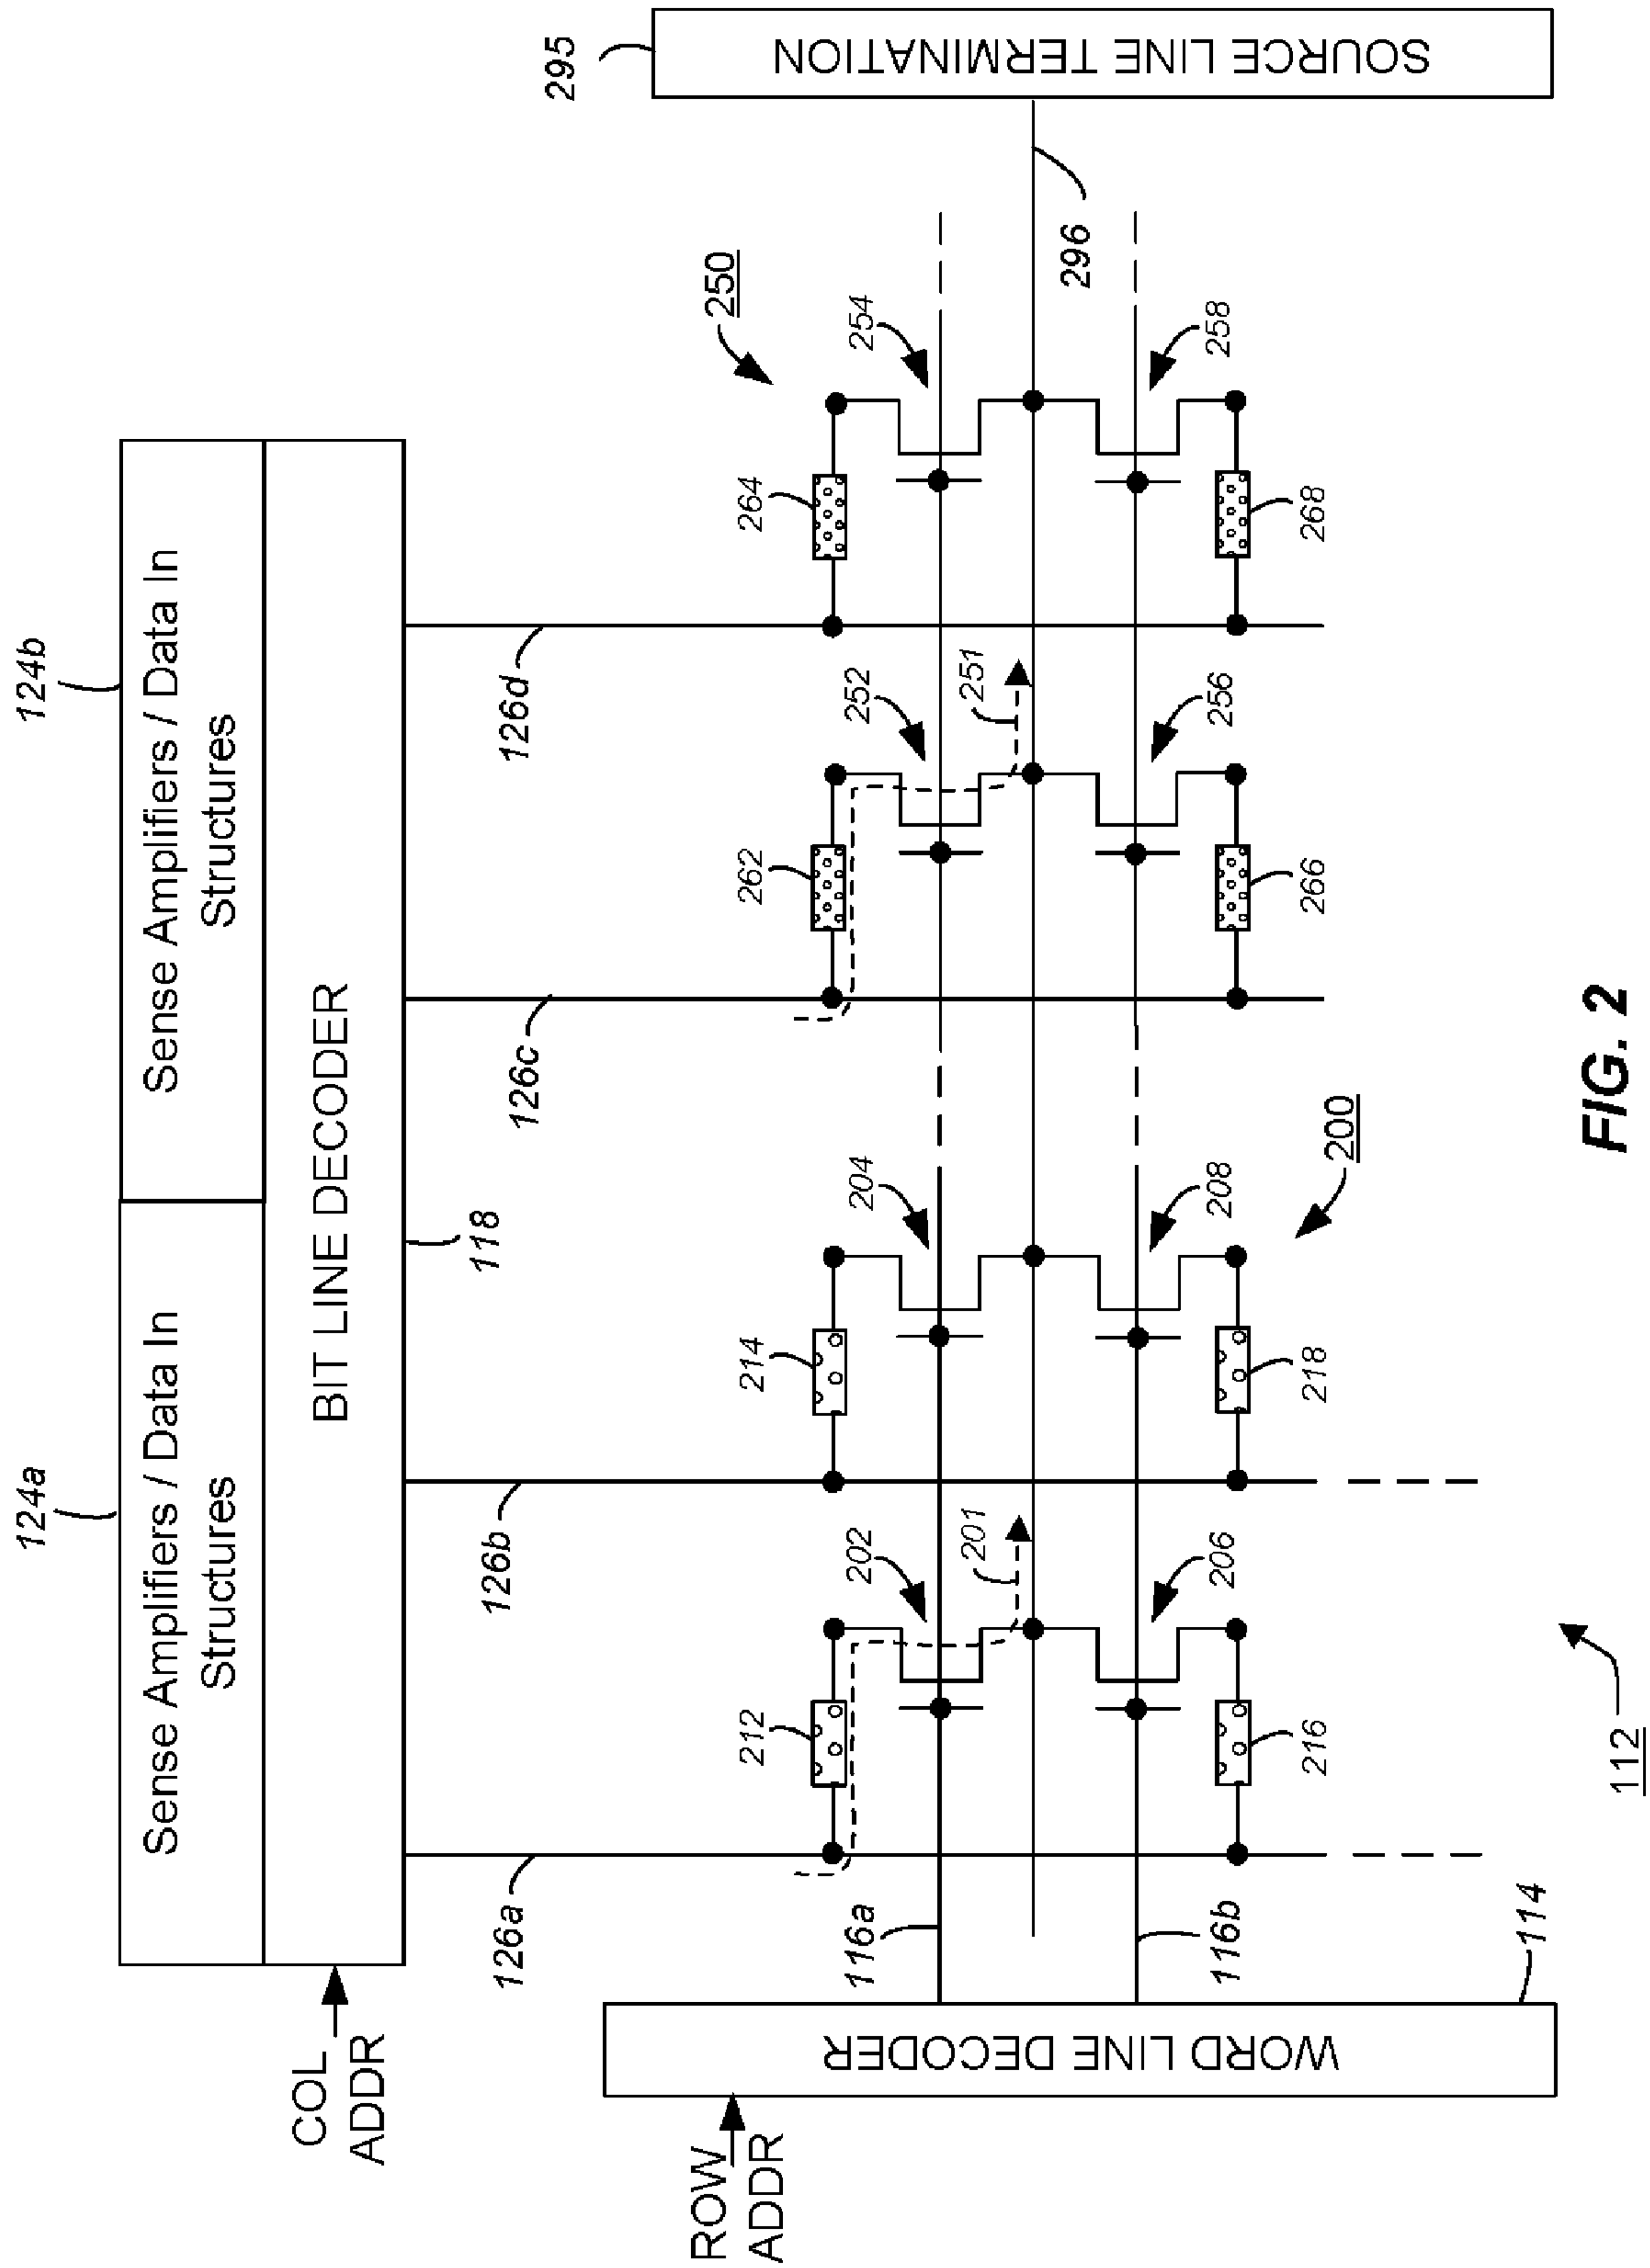 124a
124b
Sense Amplifiers / Data In
Structures
Sense Amplifiers / Data In
Structures
COL
ADDR
BIT LINE DECODER
118
126a
126b
126c
126d
295
ROW
ADDR
WORD LINE DECODER
SOURCE LINE TERMINATION
250
212
214
262
264
116a
202
204
252
254
201
251
296
116b
206
208
256
258
216
218
266
268
200
114
112
FIG. 2